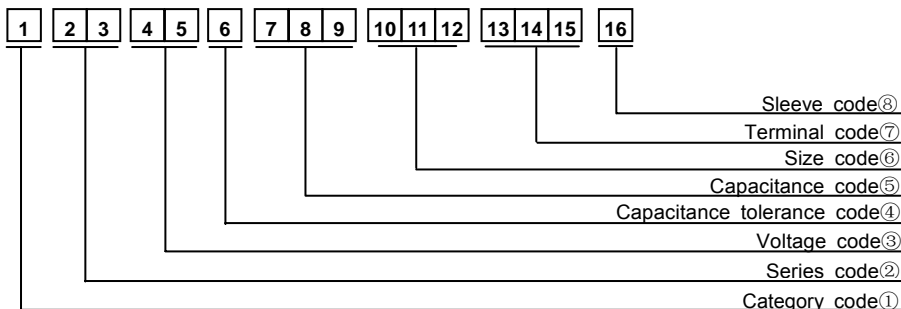 1 2 3 4 5 6 7 8 9 10 11 12 13 14 15 16
Sleeve code⑧
Terminal code⑦
Size code⑥
Capacitance code⑤
Capacitance tolerance code④
Voltage code③
Series code②
Category code①